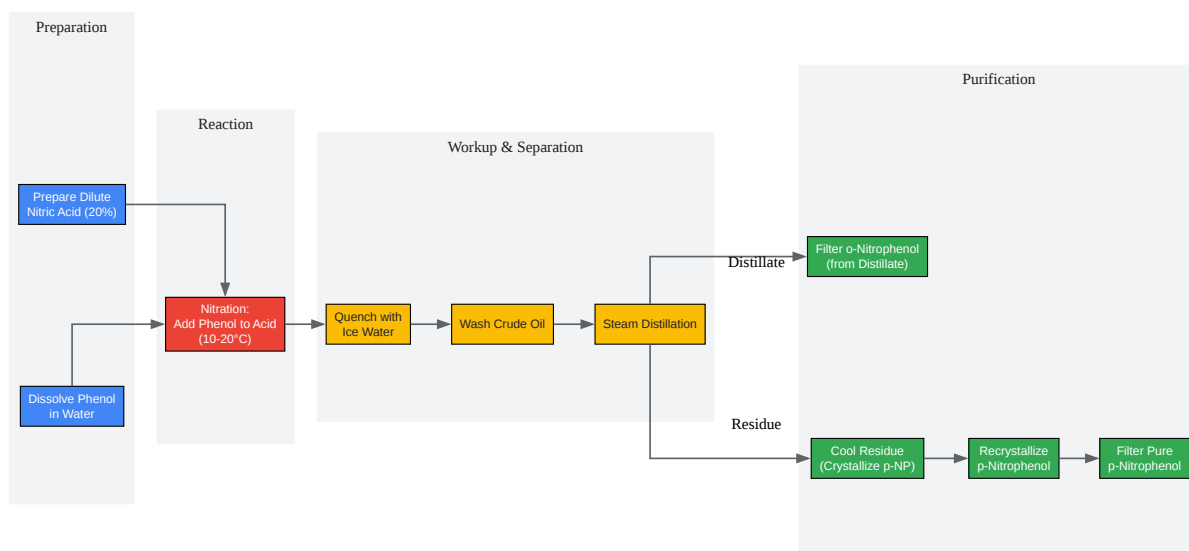 Preparation
Prepare Dilute
Nitric Acid (20%)
Dissolve Phenol
in Water
Reaction
Nitration:
Add Phenol to Acid
(10-20°C)
Workup & Separation
Quench with
Ice Water
Wash Crude Oil
Steam Distillation
Distillate
Residue
Purification
Filter o-Nitrophenol
(from Distillate)
Cool Residue
(Crystallize p-NP)
Recrystallize
p-Nitrophenol
Filter Pure
p-Nitrophenol